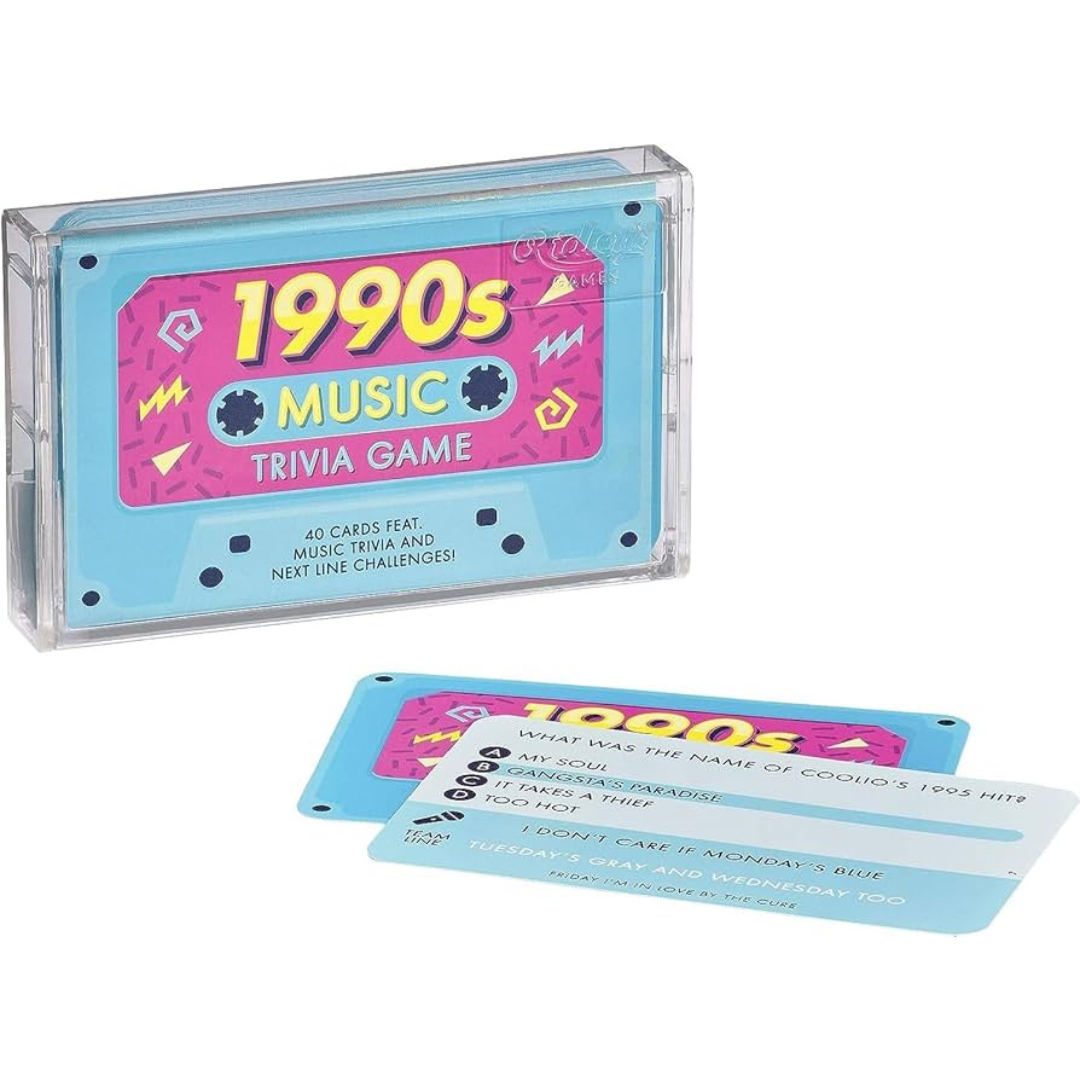 Ridley's
GAMES
1990s
MUSIC
TRIVIA GAME
40 CARDS FEAT.
MUSIC TRIVIA AND
NEXT LINE CHALLENGES!
1990s
WHAT WAS THE NAME OF COOLIO'S 1995 HIT?
A MY SOUL
B GANGSTA'S PARADISE
C IT TAKES A THIEF
D TOO HOT
TEAM
LINE
I DON'T CARE IF MONDAY'S BLUE
TUESDAY'S GRAY AND WEDNESDAY TOO
FRIDAY I'M IN LOVE BY THE CURE